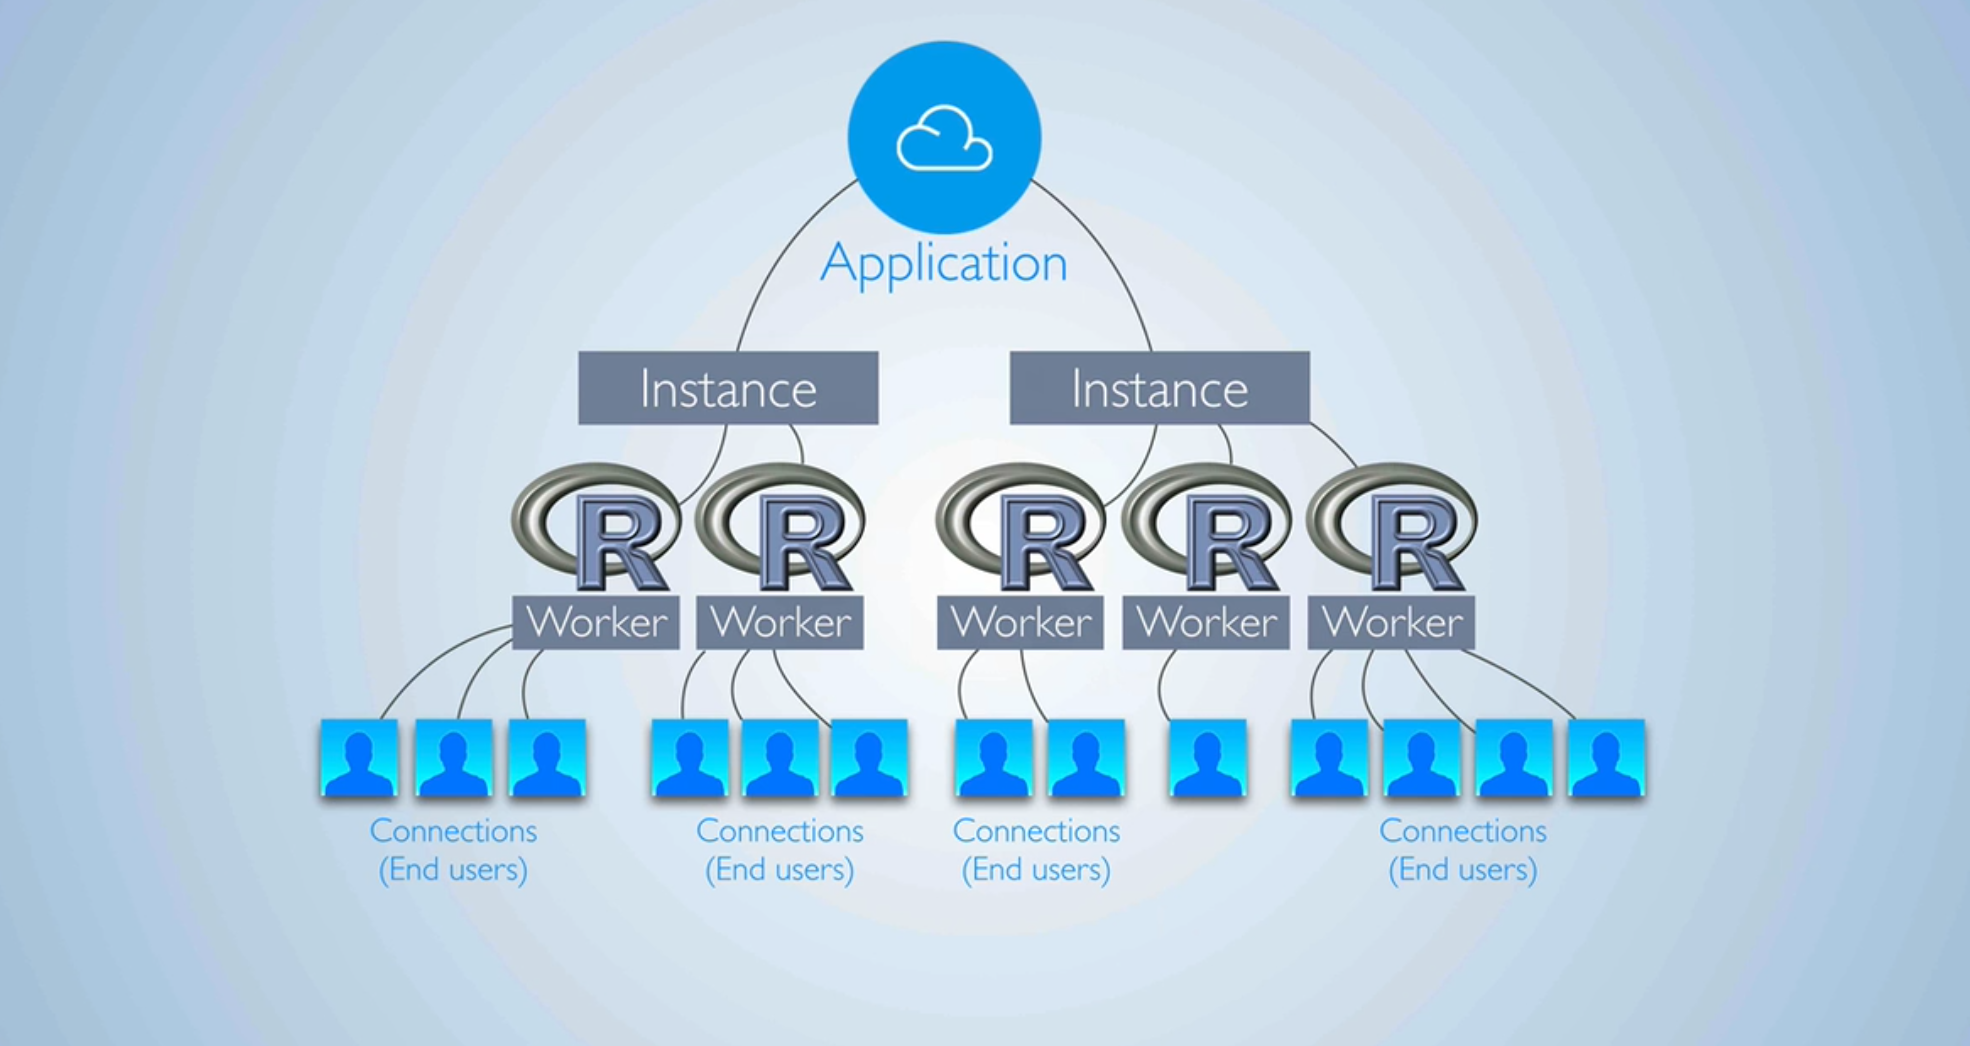 Application
Instance
Instance
R
R
R
R
R
Worker
Worker
Worker
Worker
Worker
Connections
(End users)
Connections
(End users)
Connections
(End users)
Connections
(End users)